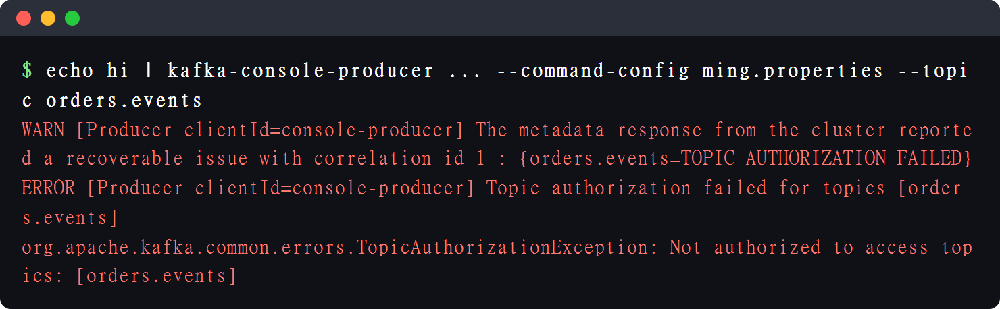 $ echo hi | kafka-console-producer ... --command-config ming.properties --topi
c orders.events
WARN [Producer clientId=console-producer] The metadata response from the cluster reporte
d a recoverable issue with correlation id 1 : {orders.events=TOPIC_AUTHORIZATION_FAILED}
ERROR [Producer clientId=console-producer] Topic authorization failed for topics [order
s.events]
org.apache.kafka.common.errors.TopicAuthorizationException: Not authorized to access top
ics: [orders.events]